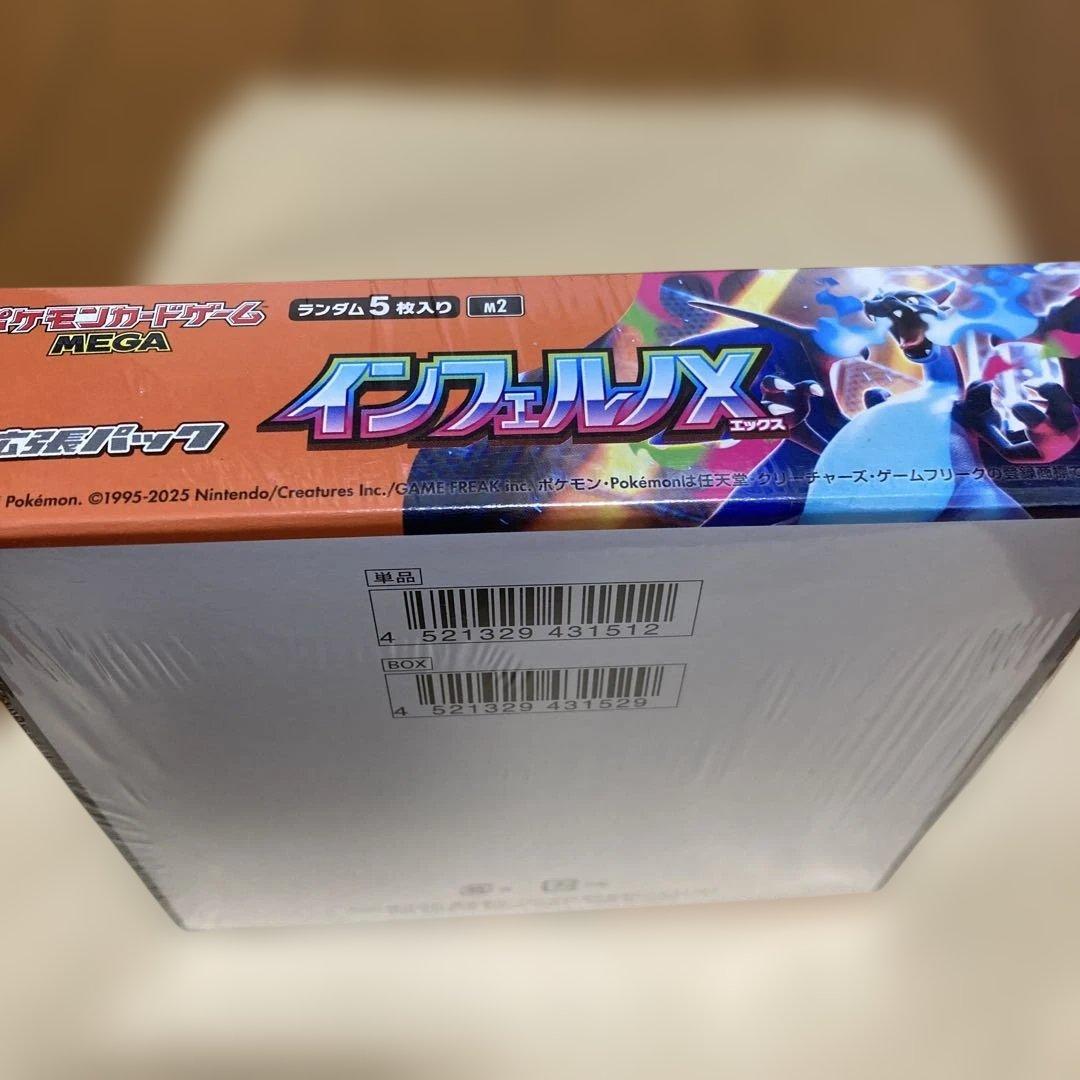 ポケモンカードゲーム
MEGA
ランダム5枚入り M2
インフェルノX
エックス
拡張パック
Pokémon. ©1995-2025 Nintendo/Creatures Inc./GAME FREAK inc. ポケモン・Pokémonは任天堂・クリーチャーズ・ゲームフリークの登録商標で
単品
4 521329 431512
BOX
4 521329 431529